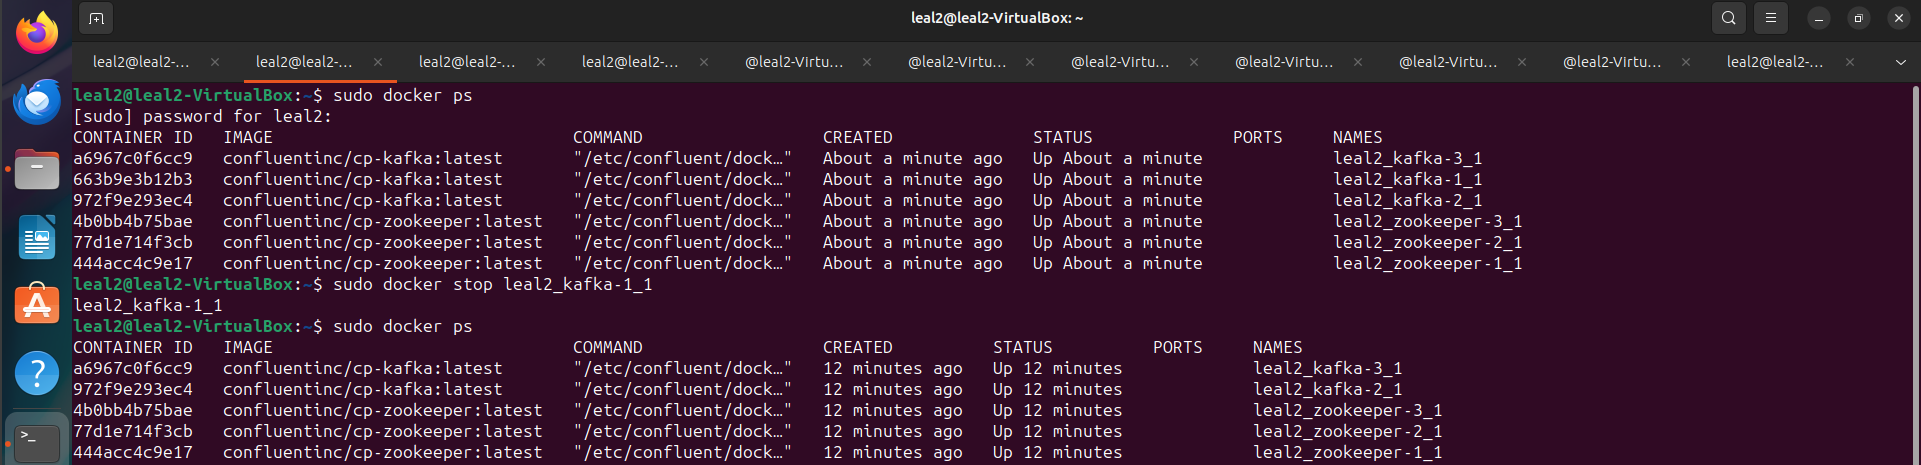 leal2@leal2-VirtualBox: ~
leal2@leal2-... × leal2@leal2-... × leal2@leal2-... × leal2@leal2-... × @leal2-Virtu... × @leal2-Virtu... × @leal2-Virtu... × @leal2-Virtu... × @leal2-Virtu... × @leal2-Virtu... × leal2@leal2-... ×
leal2@leal2-VirtualBox:~$ sudo docker ps
[sudo] password for leal2:
CONTAINER ID   IMAGE                              COMMAND                  CREATED              STATUS              PORTS     NAMES
a6967c0f6cc9   confluentinc/cp-kafka:latest       "/etc/confluent/dock…"   About a minute ago   Up About a minute             leal2_kafka-3_1
663b9e3b12b3   confluentinc/cp-kafka:latest       "/etc/confluent/dock…"   About a minute ago   Up About a minute             leal2_kafka-1_1
972f9e293ec4   confluentinc/cp-kafka:latest       "/etc/confluent/dock…"   About a minute ago   Up About a minute             leal2_kafka-2_1
4b0bb4b75bae   confluentinc/cp-zookeeper:latest   "/etc/confluent/dock…"   About a minute ago   Up About a minute             leal2_zookeeper-3_1
77d1e714f3cb   confluentinc/cp-zookeeper:latest   "/etc/confluent/dock…"   About a minute ago   Up About a minute             leal2_zookeeper-2_1
444acc4c9e17   confluentinc/cp-zookeeper:latest   "/etc/confluent/dock…"   About a minute ago   Up About a minute             leal2_zookeeper-1_1
leal2@leal2-VirtualBox:~$ sudo docker stop leal2_kafka-1_1
leal2_kafka-1_1
leal2@leal2-VirtualBox:~$ sudo docker ps
CONTAINER ID   IMAGE                              COMMAND                  CREATED          STATUS          PORTS     NAMES
a6967c0f6cc9   confluentinc/cp-kafka:latest       "/etc/confluent/dock…"   12 minutes ago   Up 12 minutes             leal2_kafka-3_1
972f9e293ec4   confluentinc/cp-kafka:latest       "/etc/confluent/dock…"   12 minutes ago   Up 12 minutes             leal2_kafka-2_1
4b0bb4b75bae   confluentinc/cp-zookeeper:latest   "/etc/confluent/dock…"   12 minutes ago   Up 12 minutes             leal2_zookeeper-3_1
77d1e714f3cb   confluentinc/cp-zookeeper:latest   "/etc/confluent/dock…"   12 minutes ago   Up 12 minutes             leal2_zookeeper-2_1
444acc4c9e17   confluentinc/cp-zookeeper:latest   "/etc/confluent/dock…"   12 minutes ago   Up 12 minutes             leal2_zookeeper-1_1